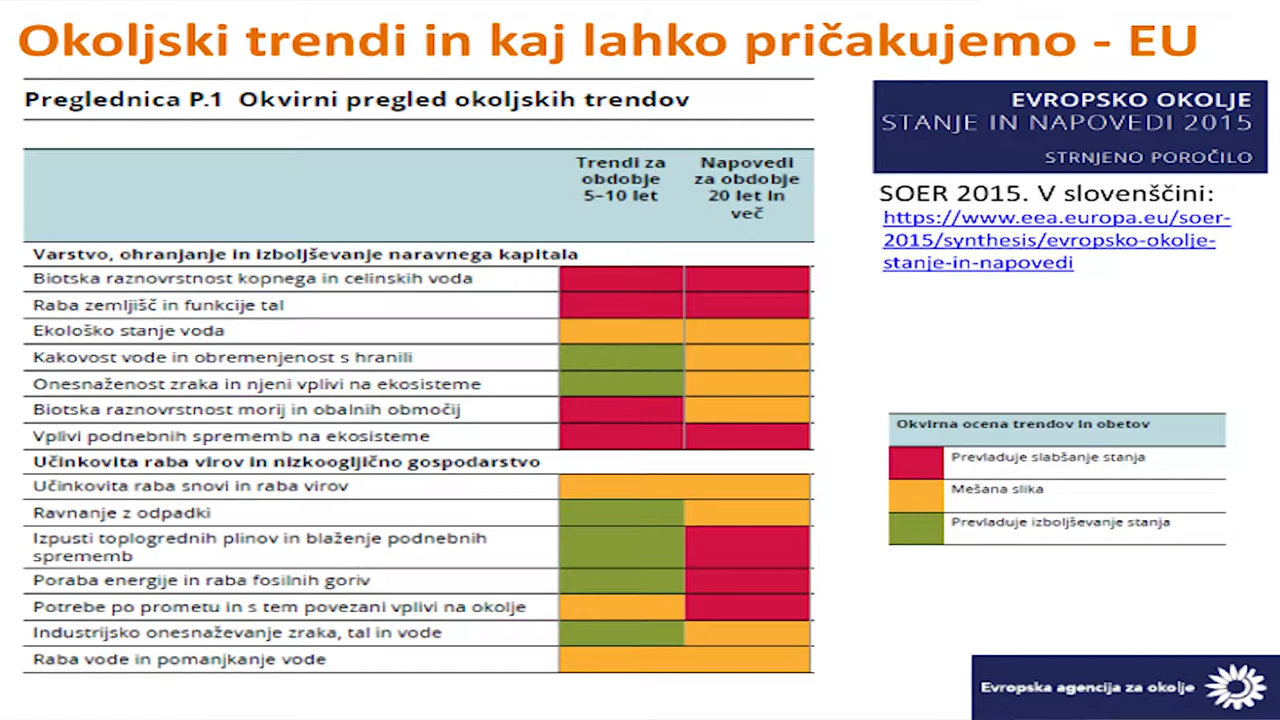 Okoljski trendi in kaj lahko pričakujemo - EU
Preglednica P.1 Okvirni pregled okoljskih trendov
Trendi za
obdobje
5–10 let
Napovedi
za obdobje
20 let in
več
Varstvo, ohranjanje in izboljševanje naravnega kapitala
Biotska raznovrstnost kopnega in celinskih voda
Raba zemljišč in funkcije tal
Ekološko stanje voda
Kakovost vode in obremenjenost s hranili
Onesnaženost zraka in njeni vplivi na ekosisteme
Biotska raznovrstnost morij in obalnih območij
Vplivi podnebnih sprememb na ekosisteme
Učinkovita raba virov in nizkoogljično gospodarstvo
Učinkovita raba snovi in raba virov
Ravnanje z odpadki
Izpusti toplogrednih plinov in blaženje podnebnih
sprememb
Poraba energije in raba fosilnih goriv
Potrebe po prometu in s tem povezani vplivi na okolje
Industrijsko onesnaževanje zraka, tal in vode
Raba vode in pomanjkanje vode
EVROPSKO OKOLJE
STANJE IN NAPOVEDI 2015
STRNJENO POROČILO
SOER 2015. V slovenščini:
https://www.eea.europa.eu/soer-
2015/synthesis/evropsko-okolje-
stanje-in-napovedi
Okvirna ocena trendov in obetov
Prevladuje slabšanje stanja
Mešana slika
Prevladuje izboljševanje stanja
Evropska agencija za okolje